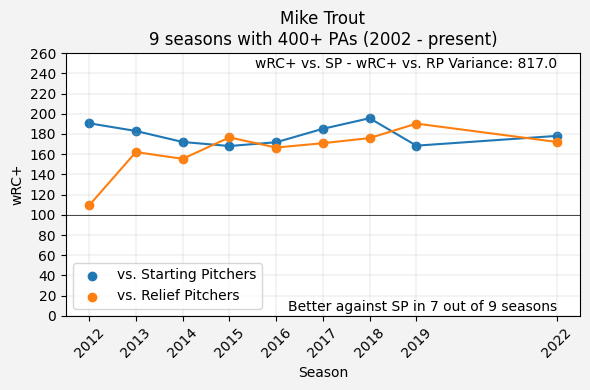 Mike Trout
9 seasons with 400+ PAs (2002 - present)
wRC+ vs. SP - wRC+ vs. RP Variance: 817.0
260
240
220
200
180
160
140
120
100
80
60
40
20
0
wRC+
vs. Starting Pitchers
vs. Relief Pitchers
Better against SP in 7 out of 9 seasons
2012
2013
2014
2015
2016
2017
2018
2019
2022
Season